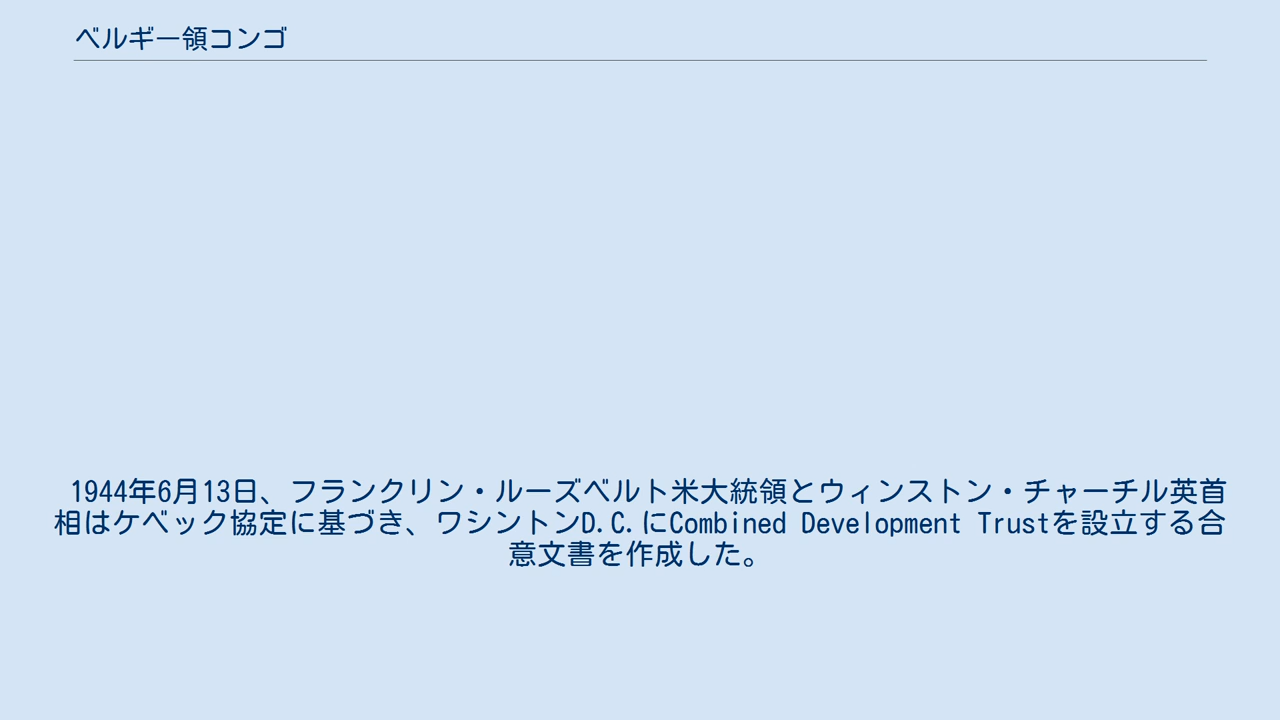 ベルギー領コンゴ
1944年6月13日、フランクリン・ルーズベルト米大統領とウィンストン・チャーチル英首
相はケベック協定に基づき、ワシントンD.C.にCombined Development Trustを設立する合
意文書を作成した。